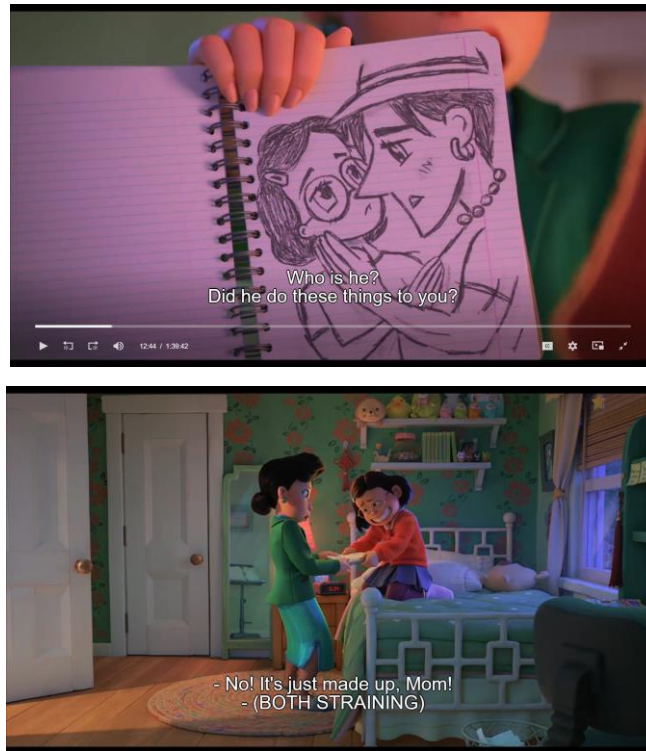 Who is he?
Did he do these things to you?
12:44 / 1:39:42
- No! It's just made up, Mom!
- (BOTH STRAINING)